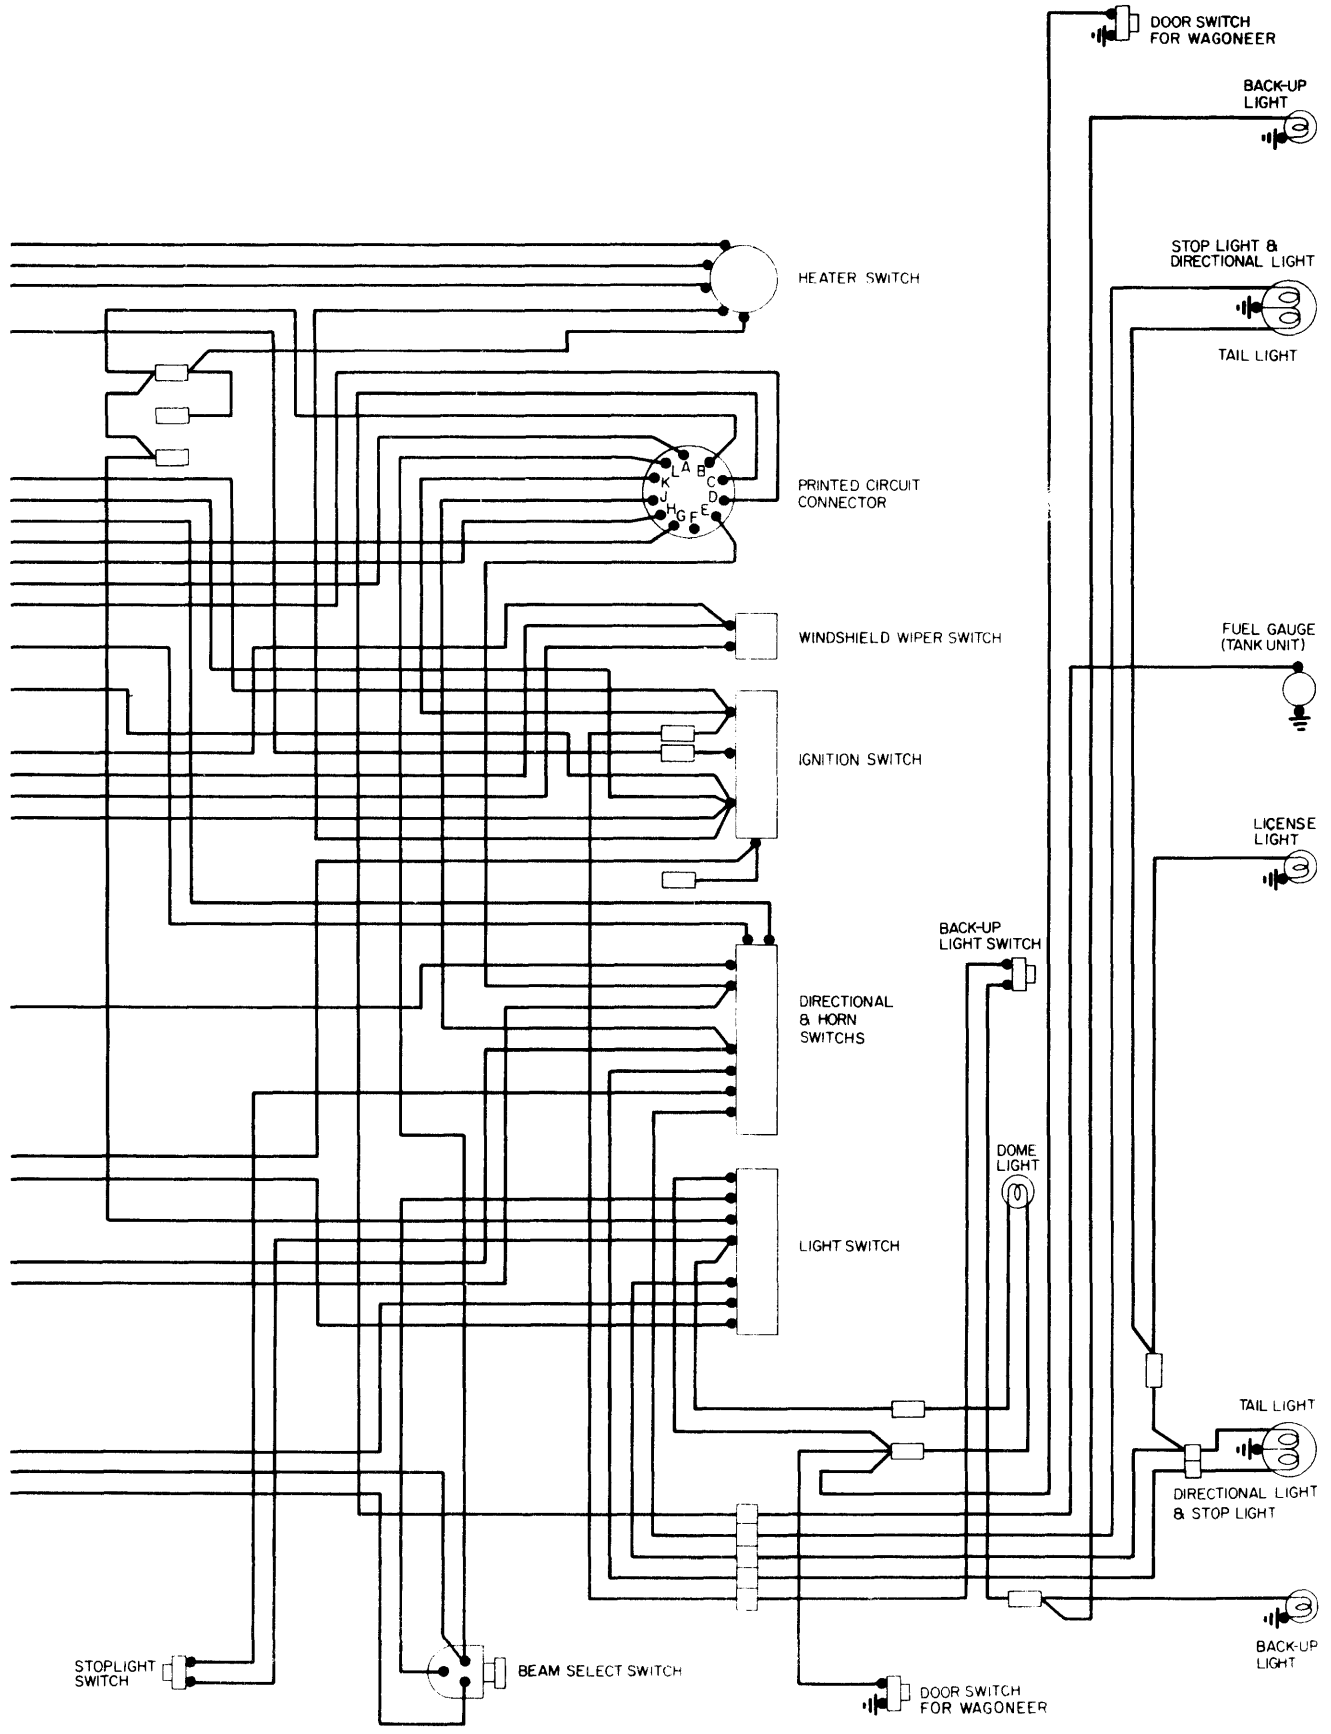 DOOR SWITCH
FOR WAGONEER
BACK-UP
LIGHT
STOP LIGHT &
DIRECTIONAL LIGHT
HEATER SWITCH
TAIL LIGHT
L A B
K C
J D
H G F E
PRINTED CIRCUIT
CONNECTOR
WINDSHIELD WIPER SWITCH
FUEL GAUGE
(TANK UNIT)
IGNITION SWITCH
LICENSE
LIGHT
BACK-UP
LIGHT SWITCH
DIRECTIONAL
& HORN
SWITCHS
DOME
LIGHT
LIGHT SWITCH
TAIL LIGHT
DIRECTIONAL LIGHT
& STOP LIGHT
STOPLIGHT
SWITCH
BEAM SELECT SWITCH
BACK-UP
LIGHT
DOOR SWITCH
FOR WAGONEER